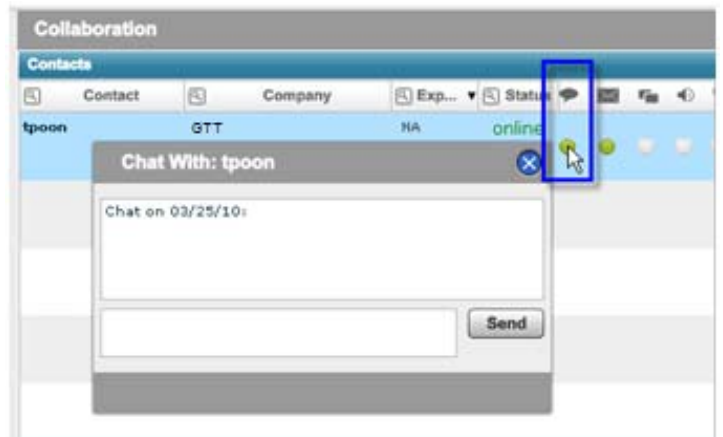 Collaboration
Contacts
Contact Company Exp... Status
tpoon GTT NA online
Chat With: tpoon
Chat on 03/25/10:
Send